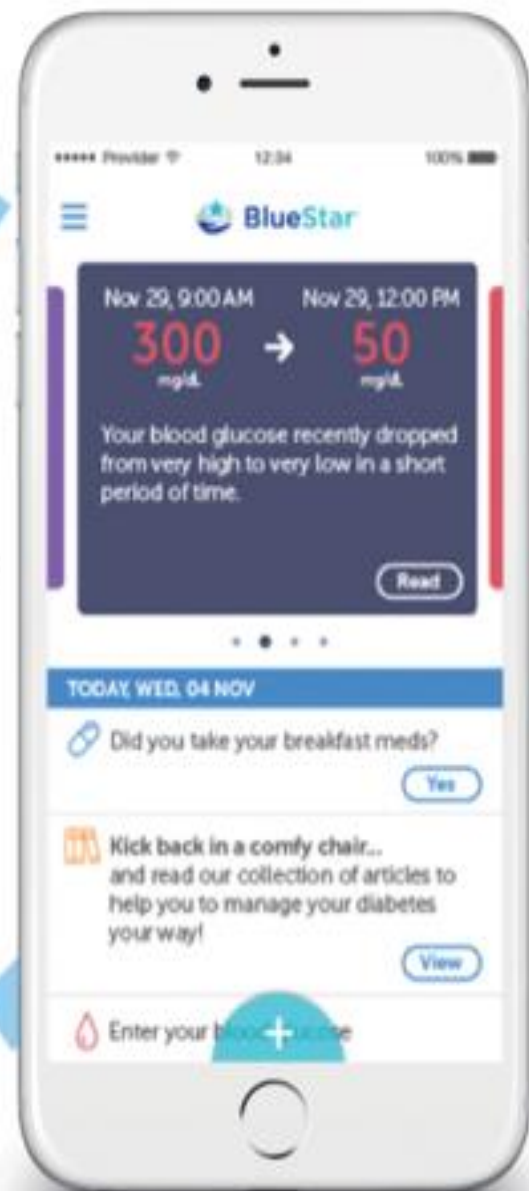 Provider 12:34 100%
BlueStar
Nov 29, 9:00 AM Nov 29, 12:00 PM
300 → 50
mg/dL mg/dL
Your blood glucose recently dropped
from very high to very low in a short
period of time.
Read
TODAY, WED, 04 NOV
Did you take your breakfast meds?
Yes
Kick back in a comfy chair...
and read our collection of articles to
help you to manage your diabetes
your way!
View
Enter your blood glucose
+